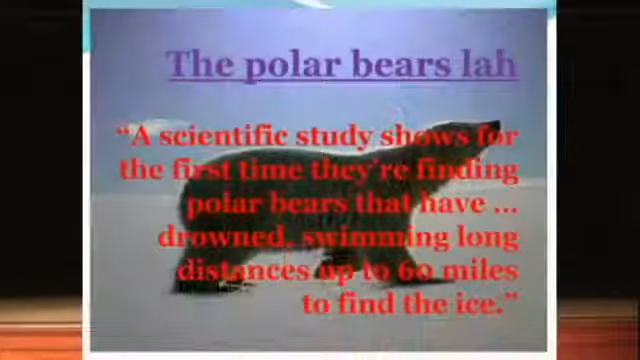 The polar bears lah
“A scientific study shows for
the first time they're finding
polar bears that have ...
drowned, swimming long
distances up to 60 miles
to find the ice.”